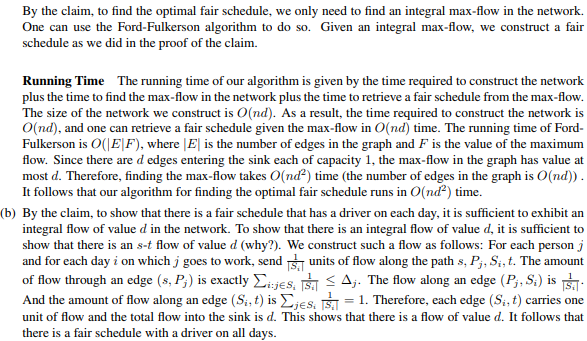 By the claim, to find the optimal fair schedule, we only need to find an integral max-flow in the network.
One can use the Ford-Fulkerson algorithm to do so. Given an integral max-flow, we construct a fair
schedule as we did in the proof of the claim.
Running Time The running time of our algorithm is given by the time required to construct the network
plus the time to find the max-flow in the network plus the time to retrieve a fair schedule from the max-flow.
The size of the network we construct is O(nd). As a result, the time required to construct the network is
O(nd), and one can retrieve a fair schedule given the max-flow in O(nd) time. The running time of Ford-
Fulkerson is O(|E|F), where |E| is the number of edges in the graph and F is the value of the maximum
flow. Since there are d edges entering the sink each of capacity 1, the max-flow in the graph has value at
most d. Therefore, finding the max-flow takes O(nd²) time (the number of edges in the graph is O(nd)) .
It follows that our algorithm for finding the optimal fair schedule runs in O(nd²) time.
(b) By the claim, to show that there is a fair schedule that has a driver on each day, it is sufficient to exhibit an
integral flow of value d in the network. To show that there is an integral flow of value d, it is sufficient to
show that there is an s-t flow of value d (why?). We construct such a flow as follows: For each person j
and for each day i on which j goes to work, send 1/|Sᵢ| units of flow along the path s, Pⱼ, Sᵢ, t. The amount
of flow through an edge (s, Pⱼ) is exactly ∑ᵢ:ⱼ∈Sᵢ 1/|Sᵢ| ≤ Δⱼ. The flow along an edge (Pⱼ, Sᵢ) is 1/|Sᵢ|.
And the amount of flow along an edge (Sᵢ, t) is ∑ⱼ∈Sᵢ 1/|Sᵢ| = 1. Therefore, each edge (Sᵢ, t) carries one
unit of flow and the total flow into the sink is d. This shows that there is a flow of value d. It follows that
there is a fair schedule with a driver on all days.